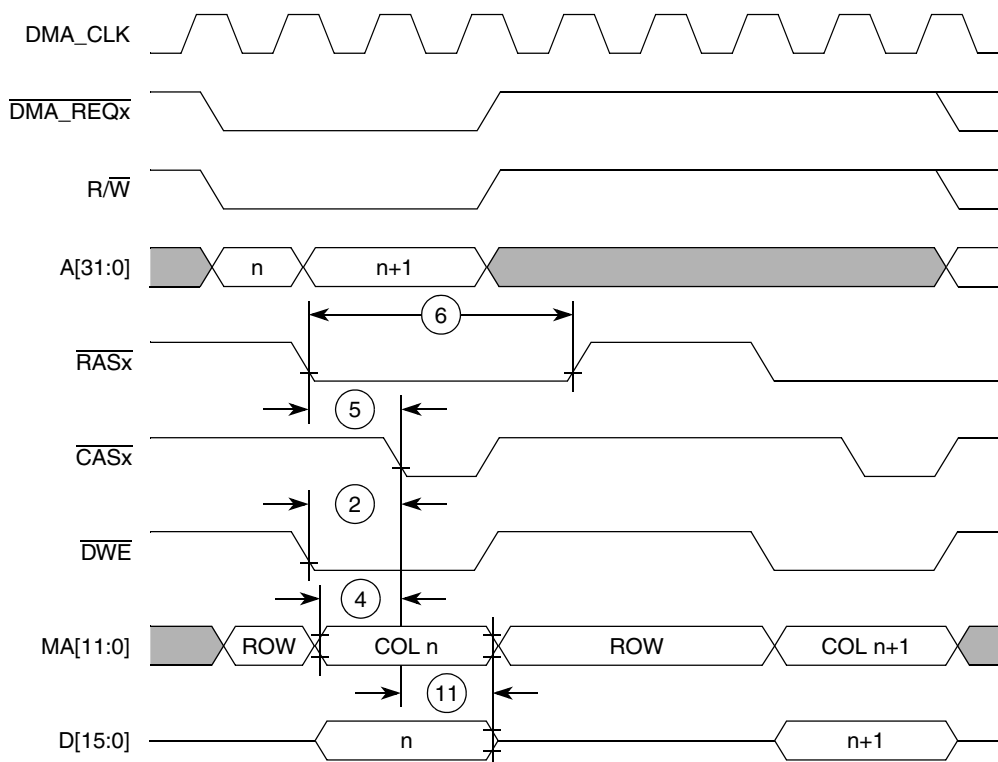 DMA_CLK
DMA_REQx
R/W
A[31:0] n n+1
6
RASx
5
CASx
2
DWE
4
MA[11:0] ROW COL n ROW COL n+1
11
D[15:0] n n+1